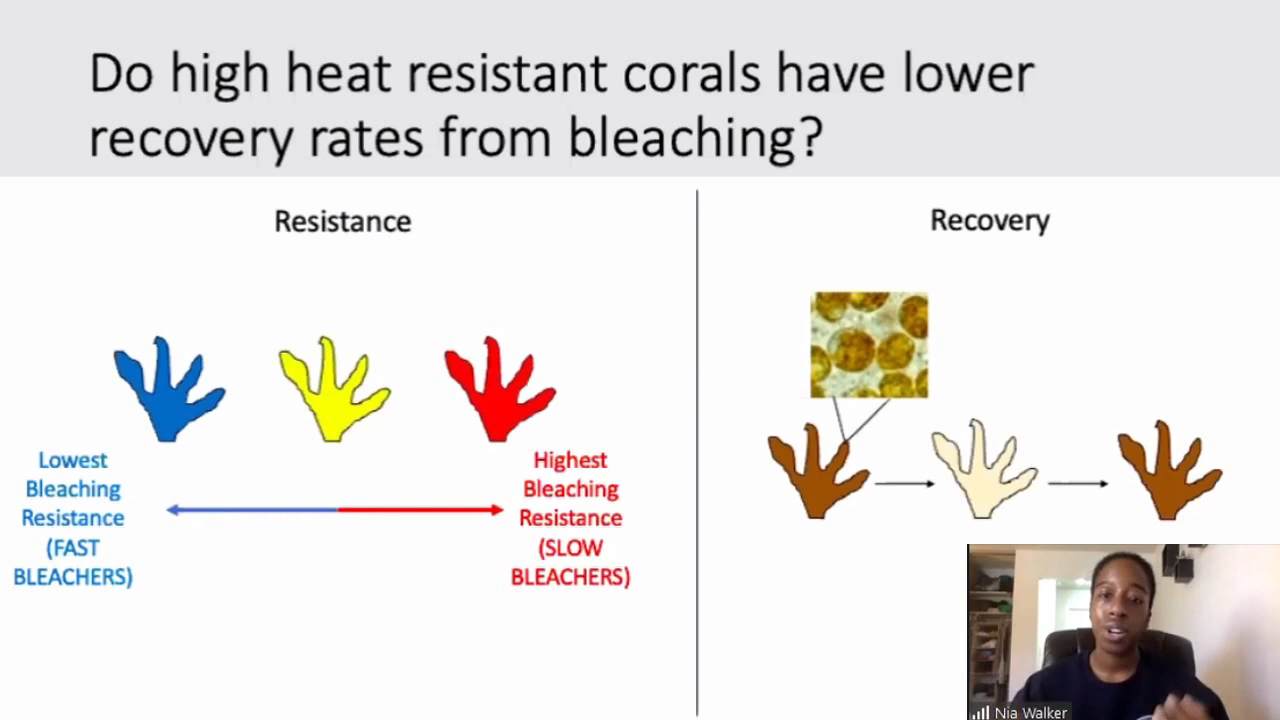 Do high heat resistant corals have lower
recovery rates from bleaching?
Resistance
Lowest
Bleaching
Resistance
(FAST
BLEACHERS)
Highest
Bleaching
Resistance
(SLOW
BLEACHERS)
Recovery
Nia Walker